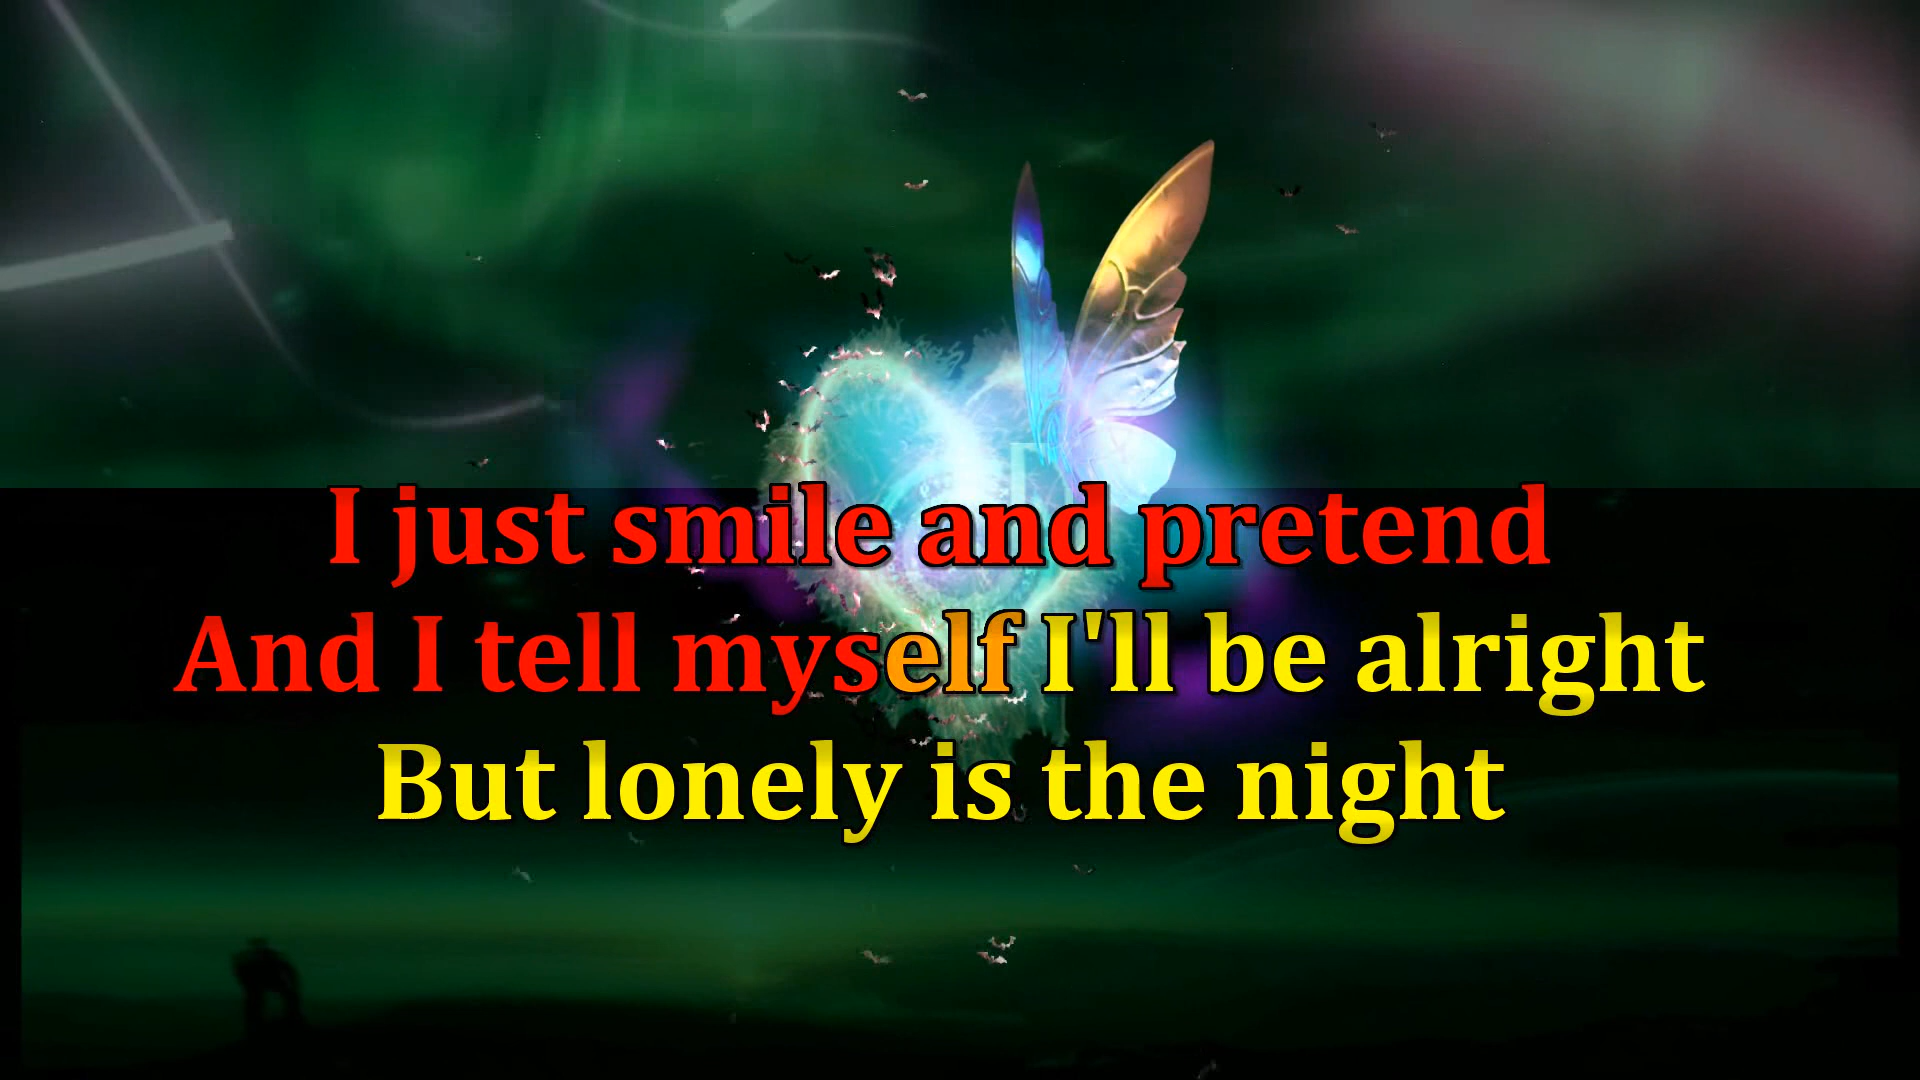 I just smile and pretend
And I tell myself I'll be alright
But lonely is the night